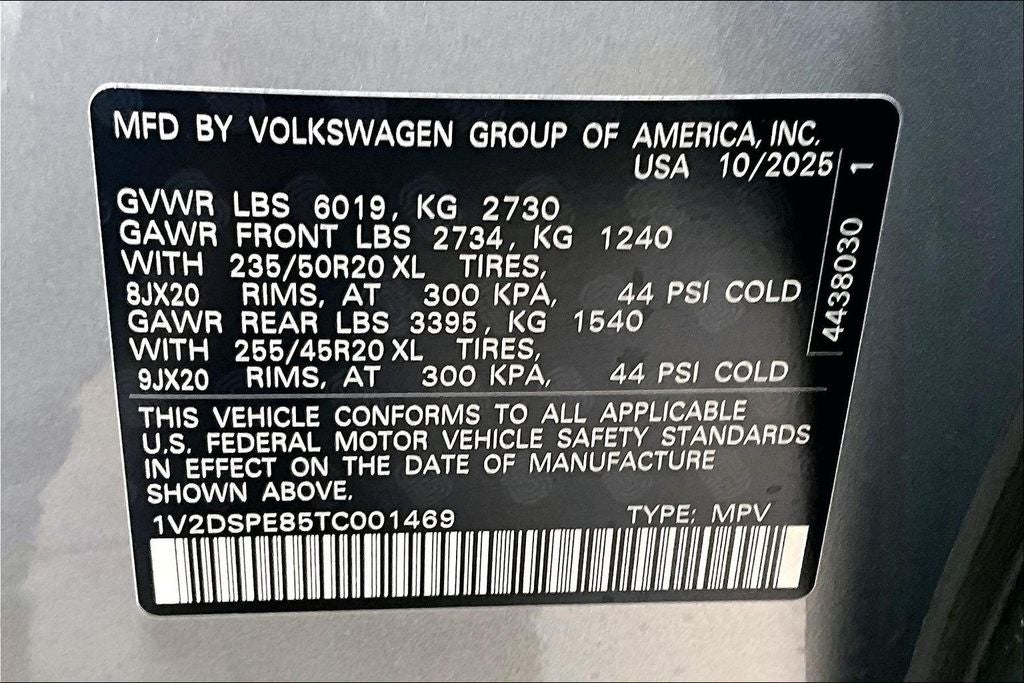 MFD BY VOLKSWAGEN GROUP OF AMERICA, INC.
USA 10/2025
GVWR LBS 6019, KG 2730
GAWR FRONT LBS 2734, KG 1240
WITH 235/50R20 XL TIRES,
8JX20 RIMS, AT 300 KPA, 44 PSI COLD
GAWR REAR LBS 3395, KG 1540
WITH 255/45R20 XL TIRES,
9JX20 RIMS, AT 300 KPA, 44 PSI COLD
THIS VEHICLE CONFORMS TO ALL APPLICABLE
U.S. FEDERAL MOTOR VEHICLE SAFETY STANDARDS
IN EFFECT ON THE DATE OF MANUFACTURE
SHOWN ABOVE.
1V2DSPE85TC001469 TYPE: MPV
4438030 1